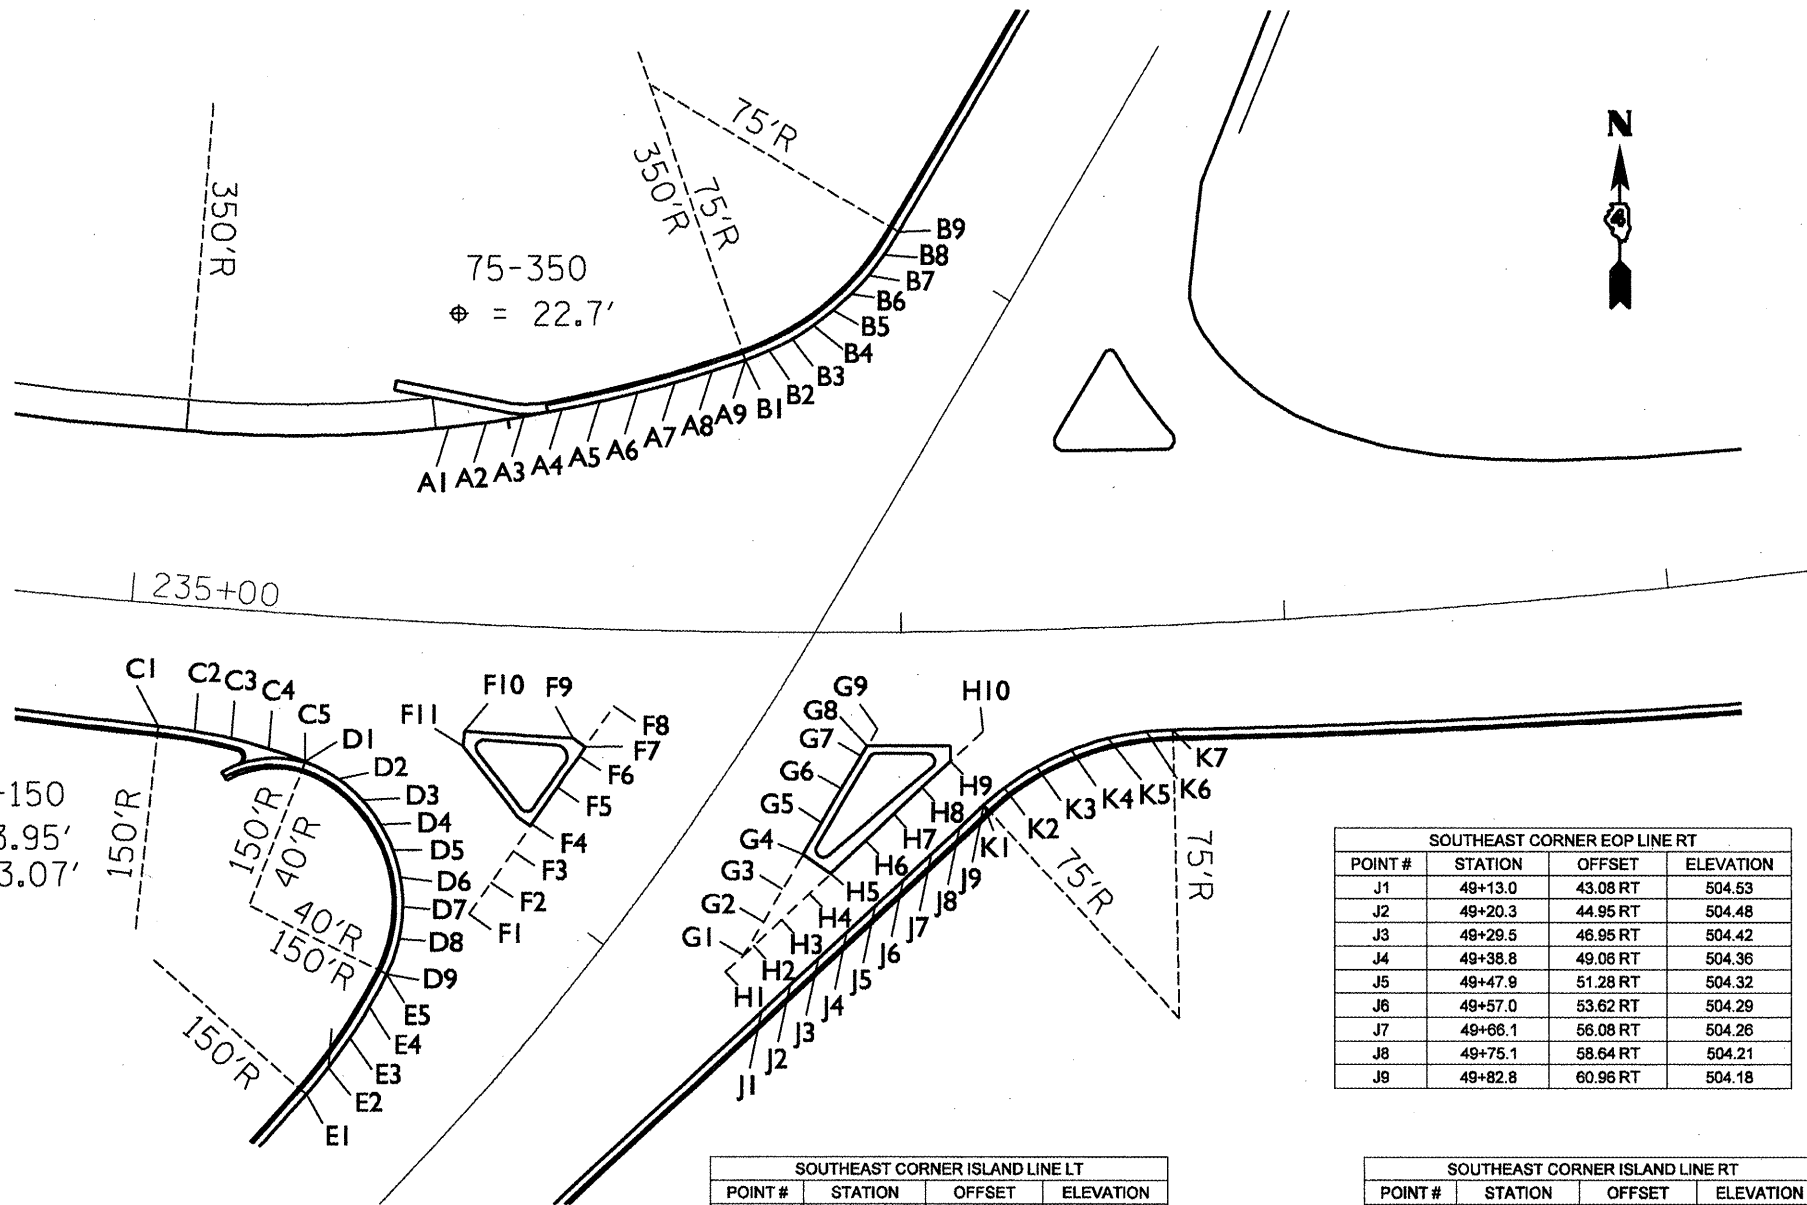 N
4
75'R
350'R
75'R
350'R
75-350
⌖ = 22.7'
B9
B8
B7
B6
B5
B4
B3
B2
B1
A9
A8
A7
A6
A5
A4
A3
A2
A1
235+00
C1
C2
C3
C4
C5
D1
D2
D3
D4
D5
D6
D7
D8
D9
E5
E4
E3
E2
E1
F10
F9
F11
F8
F7
F6
F5
F4
F3
F2
F1
G9
G8
G7
G6
G5
G4
G3
G2
G1
H10
H9
H8
H7
H6
H5
H4
H3
H2
H1
K7
K6
K5
K4
K3
K2
K1
J9
J8
J7
J6
J5
J4
J3
J2
J1
-150
3.95'
3.07'
150'R
150'R
40'R
40'R
150'R
150'R
75'R
75'R
SOUTHEAST CORNER EOP LINE RT
POINT # STATION OFFSET ELEVATION
J1 49+13.0 43.08 RT 504.53
J2 49+20.3 44.95 RT 504.48
J3 49+29.5 46.95 RT 504.42
J4 49+38.8 49.06 RT 504.36
J5 49+47.9 51.28 RT 504.32
J6 49+57.0 53.62 RT 504.29
J7 49+66.1 56.08 RT 504.26
J8 49+75.1 58.64 RT 504.21
J9 49+82.8 60.96 RT 504.18
SOUTHEAST CORNER ISLAND LINE LT
POINT # STATION OFFSET ELEVATION
SOUTHEAST CORNER ISLAND LINE RT
POINT # STATION OFFSET ELEVATION